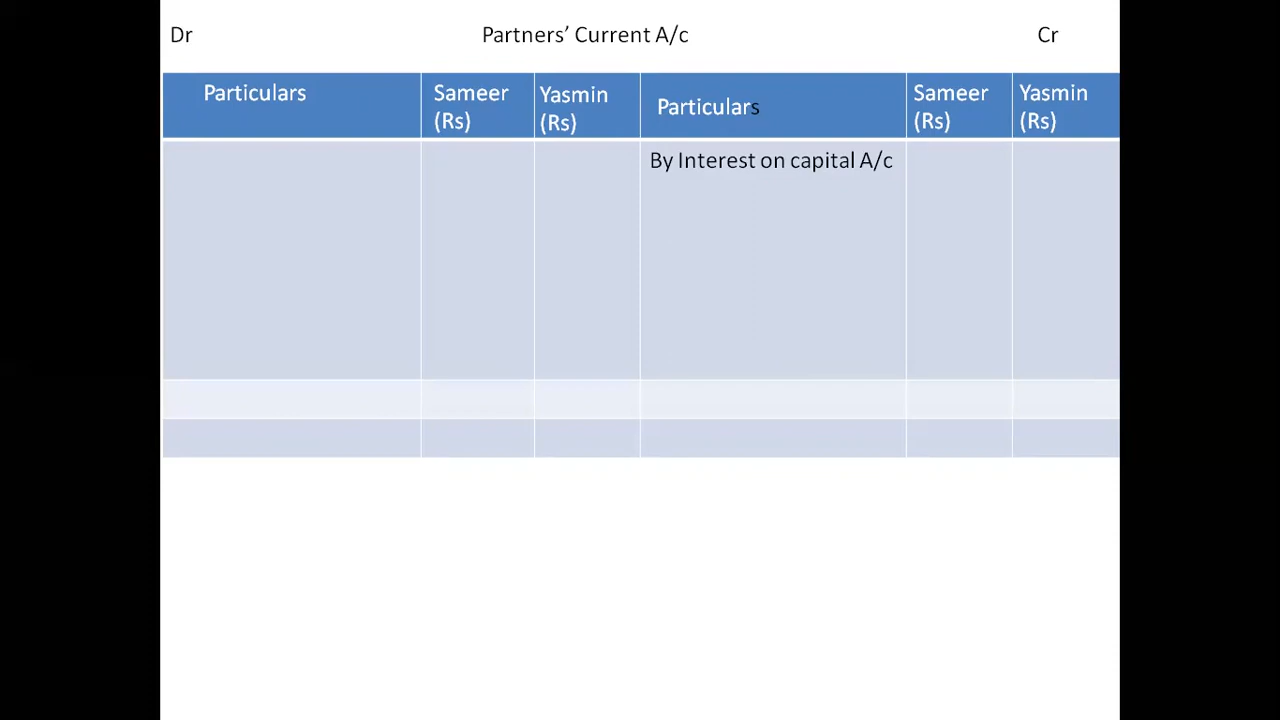 Dr Partners’ Current A/c Cr
Particulars Sameer (Rs) Yasmin (Rs) Particulars Sameer (Rs) Yasmin (Rs)
By Interest on capital A/c